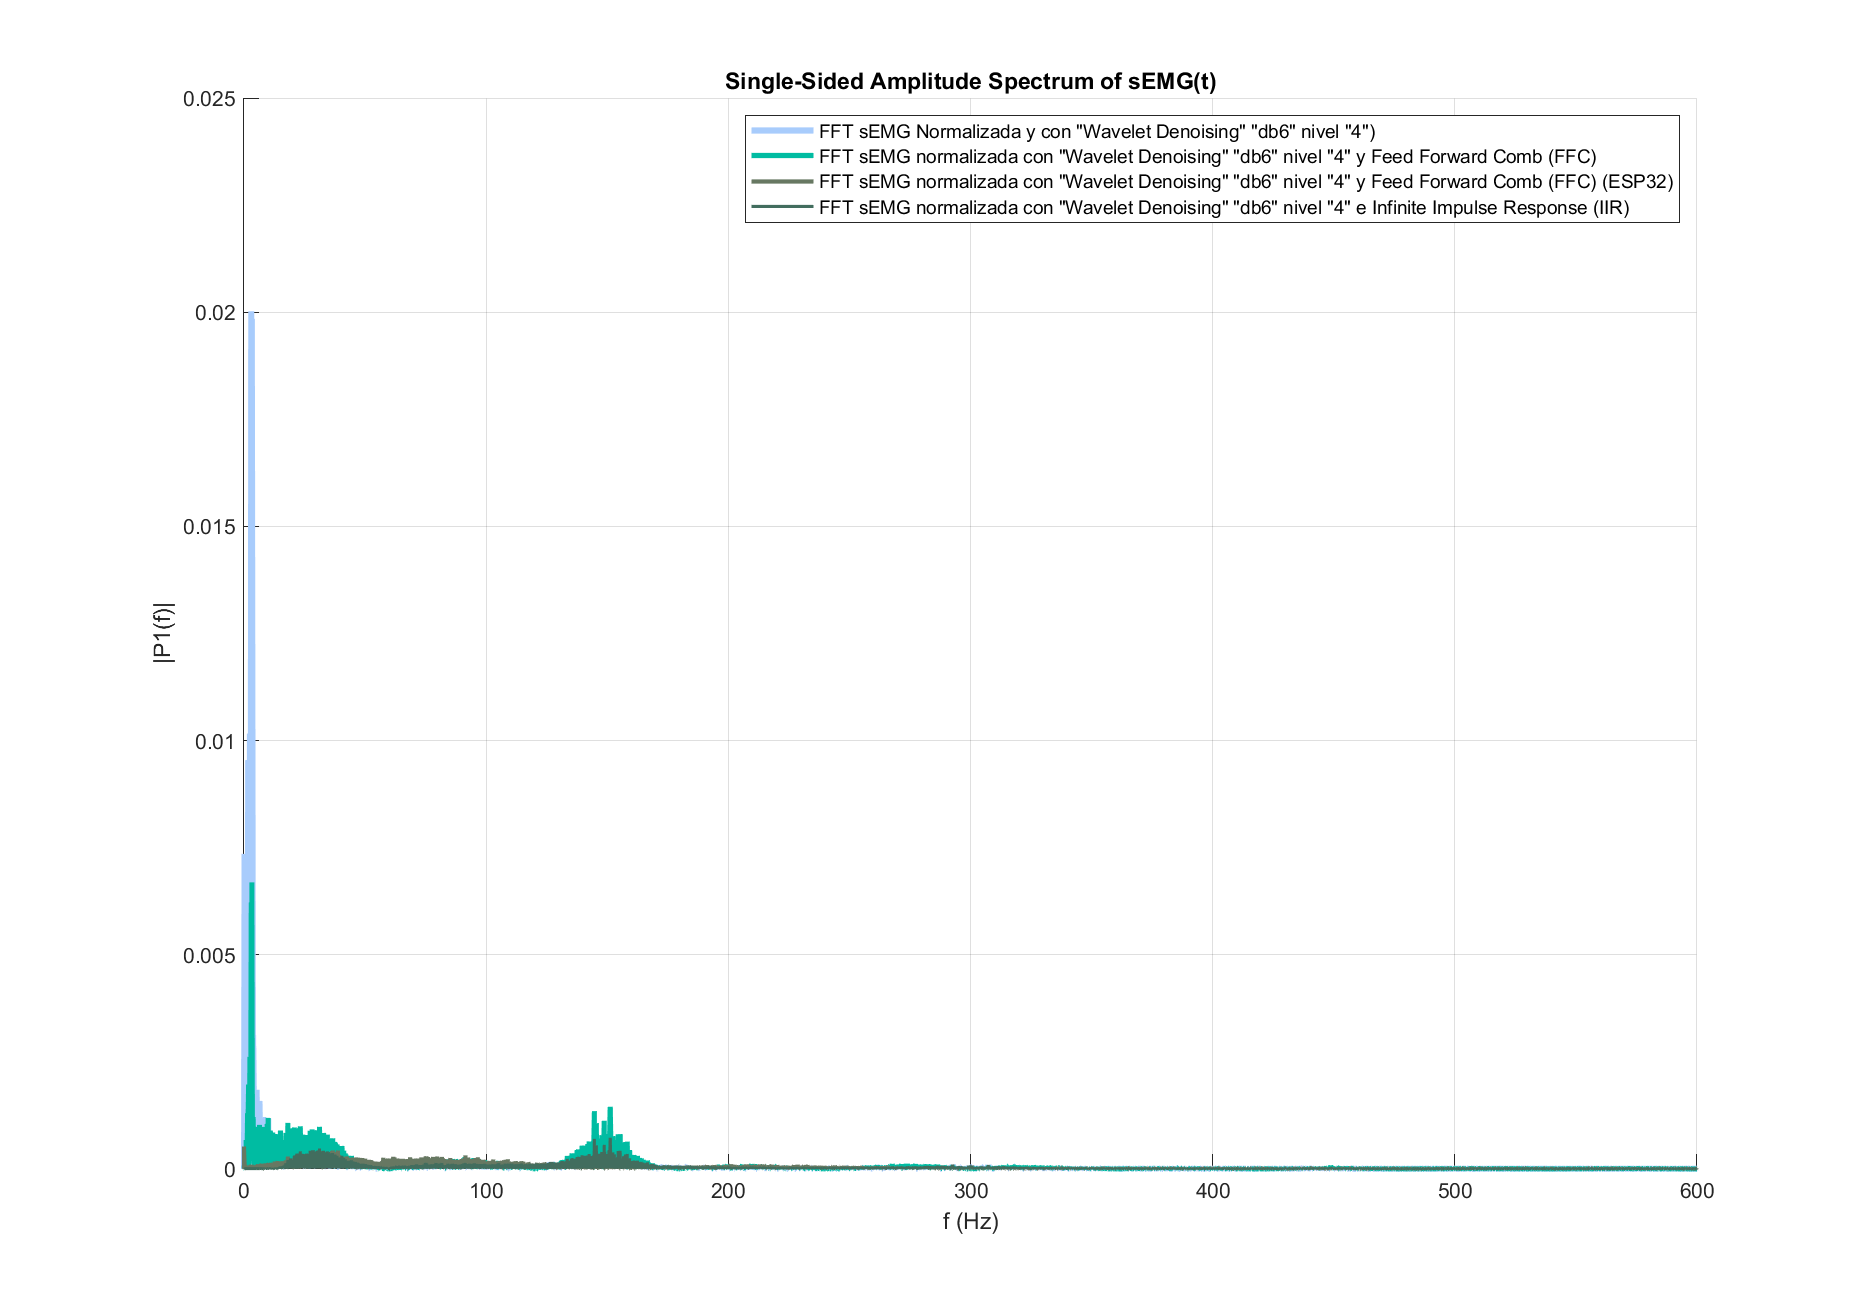 Single-Sided Amplitude Spectrum of sEMG(t)
0.025
FFT sEMG Normalizada y con "Wavelet Denoising" "db6" nivel "4")
FFT sEMG normalizada con "Wavelet Denoising" "db6" nivel "4" y Feed Forward Comb (FFC)
FFT sEMG normalizada con "Wavelet Denoising" "db6" nivel "4" y Feed Forward Comb (FFC) (ESP32)
FFT sEMG normalizada con "Wavelet Denoising" "db6" nivel "4" e Infinite Impulse Response (IIR)
0.02
0.015
|P1(f)|
0.01
0.005
0
0 100 200 300 400 500 600
f (Hz)